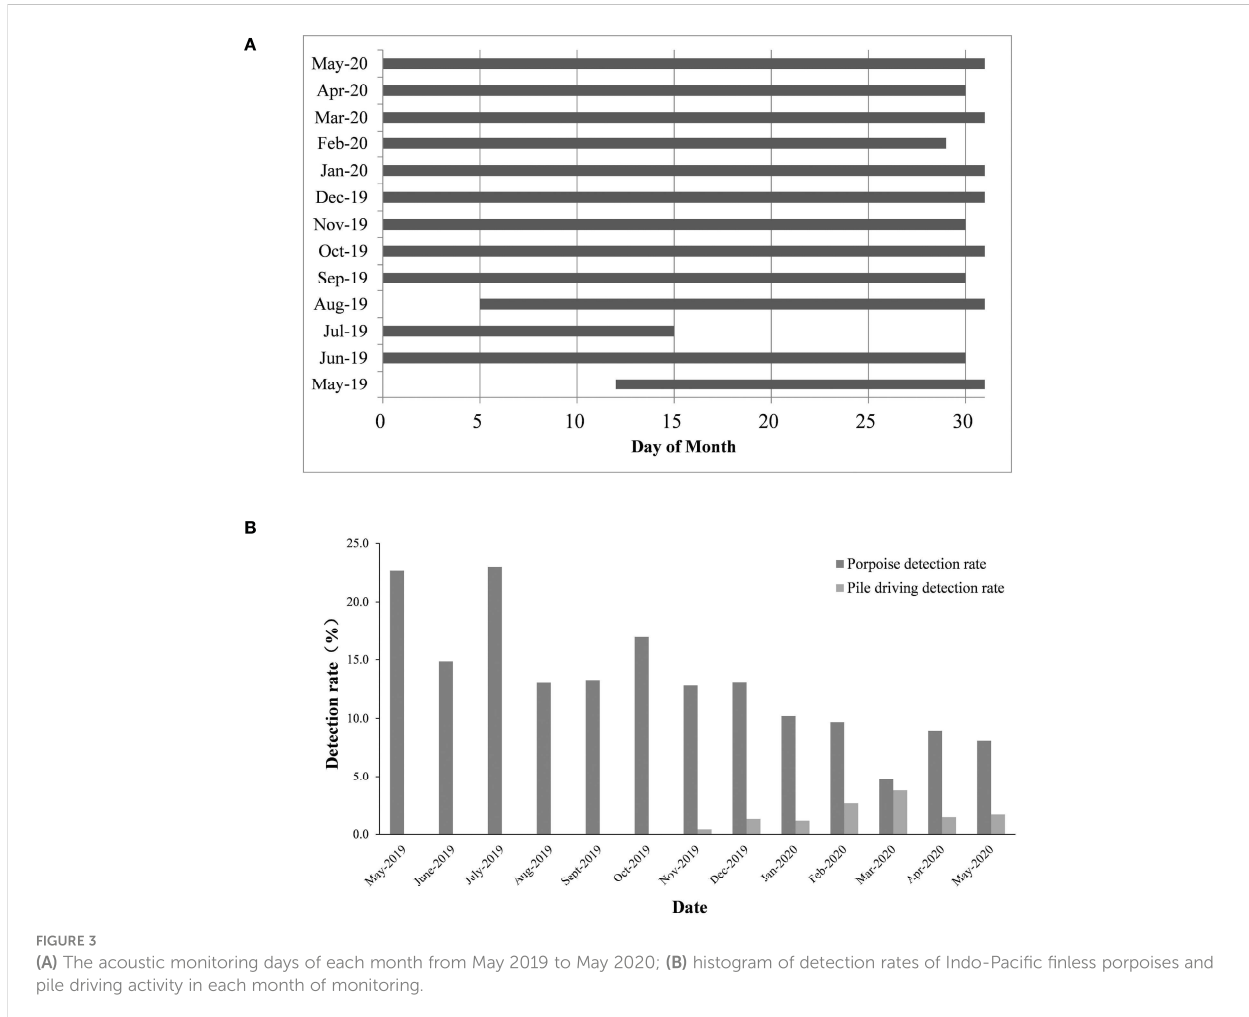 A
May-20
Apr-20
Mar-20
Feb-20
Jan-20
Dec-19
Nov-19
Oct-19
Sep-19
Aug-19
Jul-19
Jun-19
May-19
0 5 10 15 20 25 30
Day of Month
B
25.0
20.0
15.0
10.0
5.0
0.0
Detection rate（%）
Porpoise detection rate
Pile driving detection rate
May-2019 June-2019 July-2019 Aug-2019 Sept-2019 Oct-2019 Nov-2019 Dec-2019 Jan-2020 Feb-2020 Mar-2020 Apr-2020 May-2020
Date
FIGURE 3
(A) The acoustic monitoring days of each month from May 2019 to May 2020; (B) histogram of detection rates of Indo-Pacific finless porpoises and
pile driving activity in each month of monitoring.